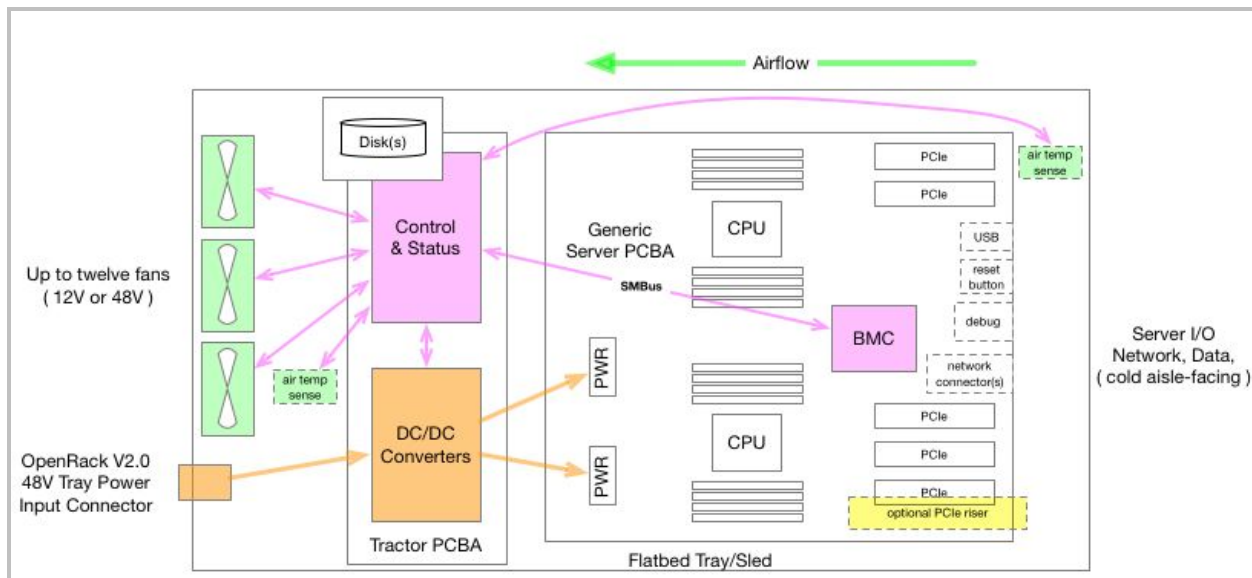 Airflow
Disk(s)
Control
& Status
Up to twelve fans
( 12V or 48V )
air temp
sense
OpenRack V2.0
48V Tray Power
Input Connector
DC/DC
Converters
Tractor PCBA
Generic
Server PCBA
SMBus
PWR
PWR
CPU
CPU
BMC
PCIe
PCIe
air temp
sense
USB
reset
button
debug
network
connector(s)
PCIe
PCIe
PCIe
optional PCIe riser
Server I/O
Network, Data,
( cold aisle-facing )
Flatbed Tray/Sled